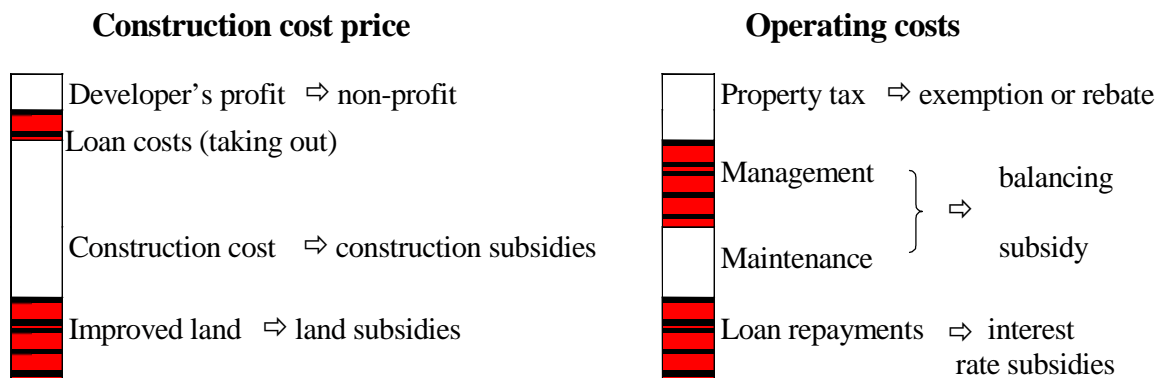 Construction cost price
Developer’s profit ⇨ non-profit
Loan costs (taking out)
Construction cost ⇨ construction subsidies
Improved land ⇨ land subsidies
Operating costs
Property tax ⇨ exemption or rebate
Management
Maintenance
⇨ balancing
subsidy
Loan repayments ⇨ interest
rate subsidies